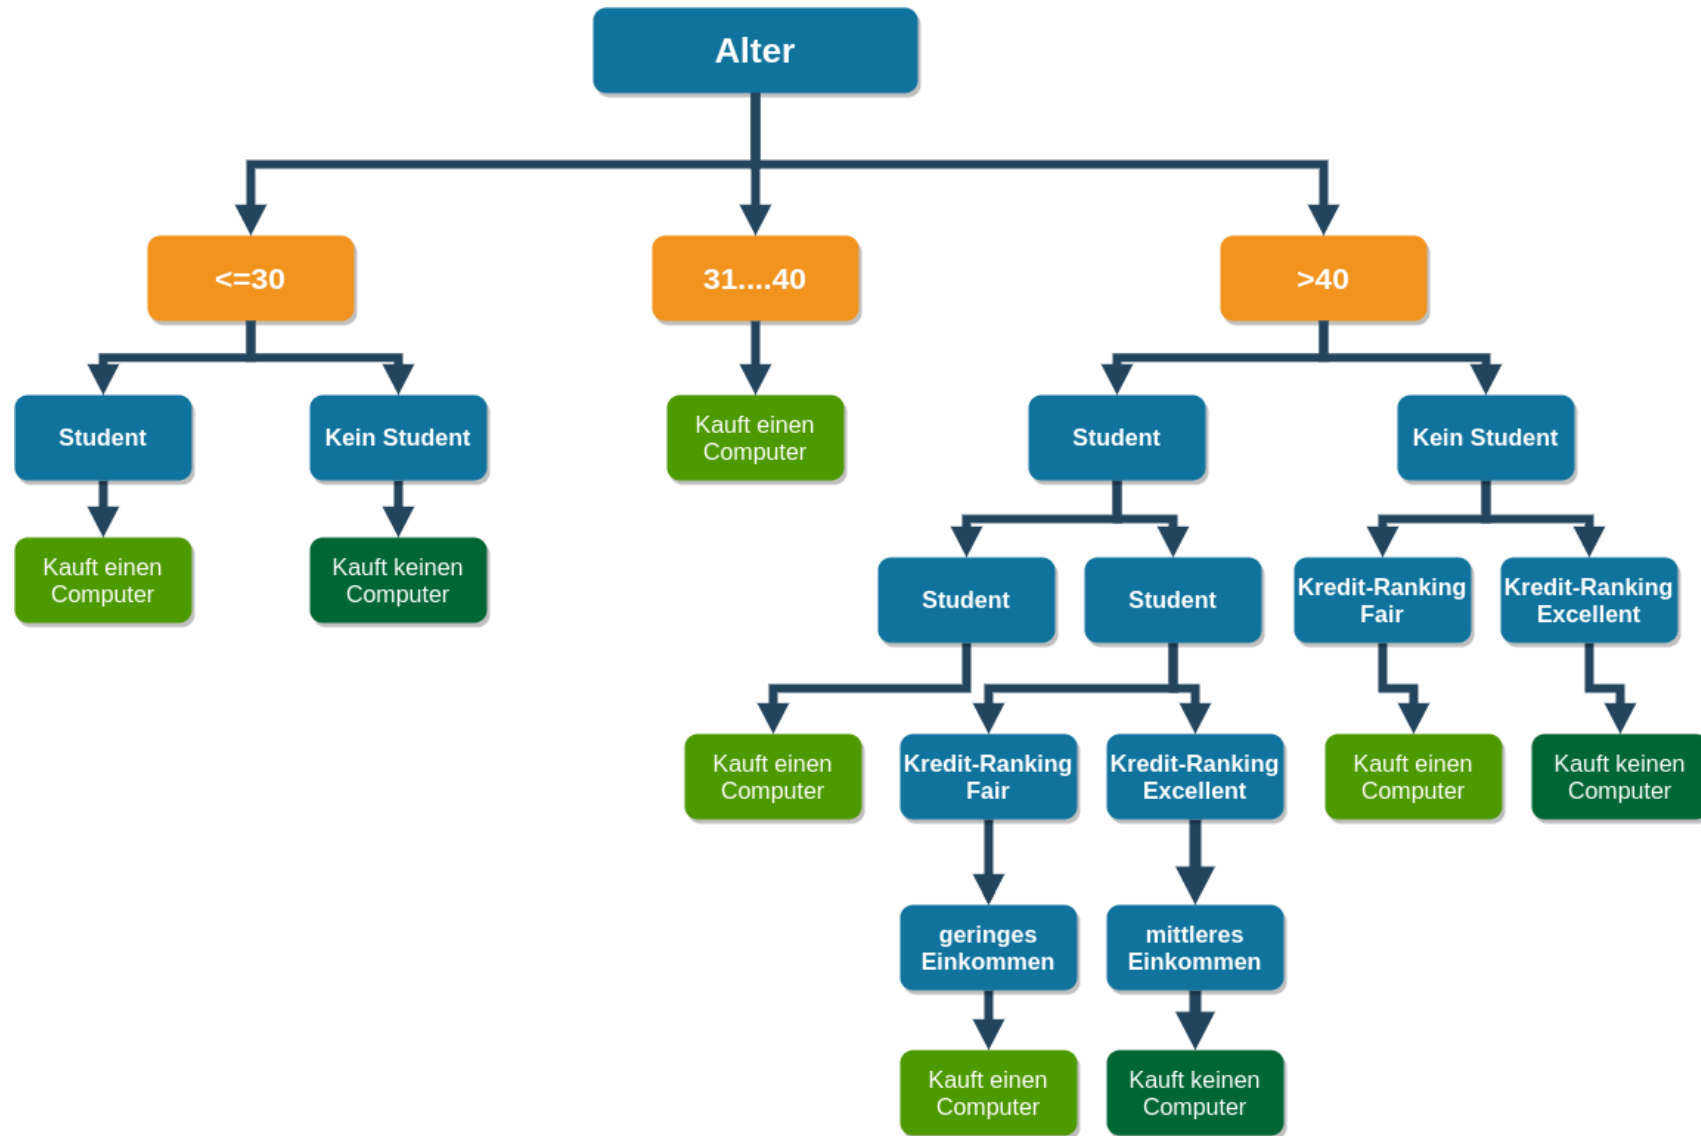 Alter
<=30
31....40
>40
Kauft einen
Computer
Student
Kein Student
Student
Kein Student
Kauft einen
Computer
Kauft keinen
Computer
Student
Student
Kredit-Ranking
Fair
Kredit-Ranking
Excellent
Kauft einen
Computer
Kredit-Ranking
Fair
Kredit-Ranking
Excellent
Kauft einen
Computer
Kauft keinen
Computer
geringes
Einkommen
mittleres
Einkommen
Kauft einen
Computer
Kauft keinen
Computer